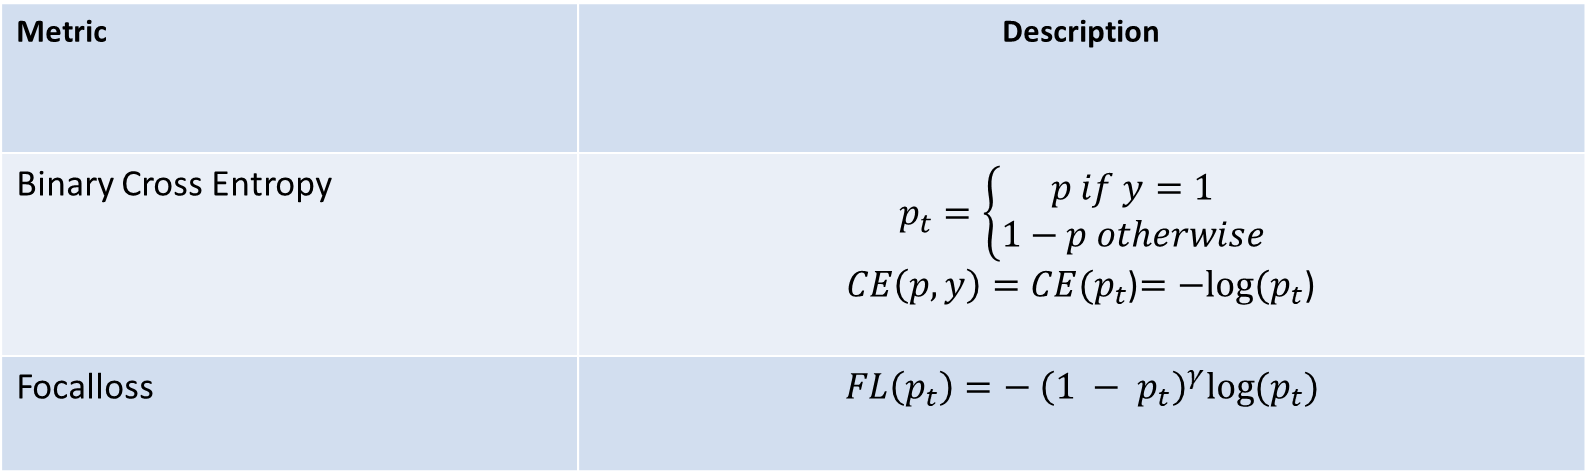 Metric
Description
Binary Cross Entropy
p_t = { p if y = 1
1 − p otherwise
CE(p, y) = CE(p_t)= −log(p_t)
Focalloss
FL(p_t) = − (1 − p_t)^γ log(p_t)